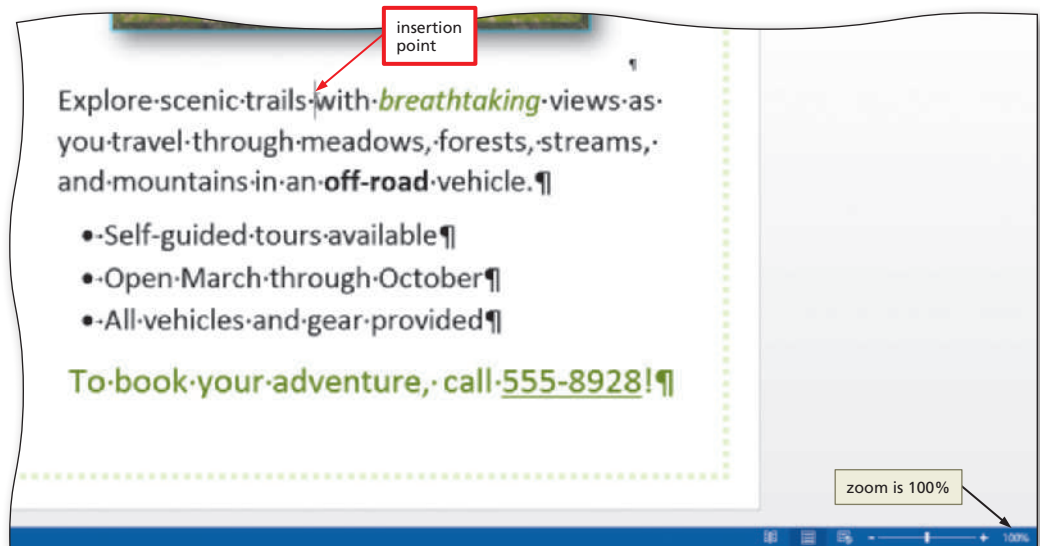 insertion
point
¶
Explore·scenic·trails·with·breathtaking·views·as·
you·travel·through·meadows,·forests,·streams,·
and·mountains·in·an·off-road·vehicle.¶
•·Self-guided·tours·available¶
•·Open·March·through·October¶
•·All·vehicles·and·gear·provided¶
To·book·your·adventure,·call·555-8928!¶
zoom is 100%
100%